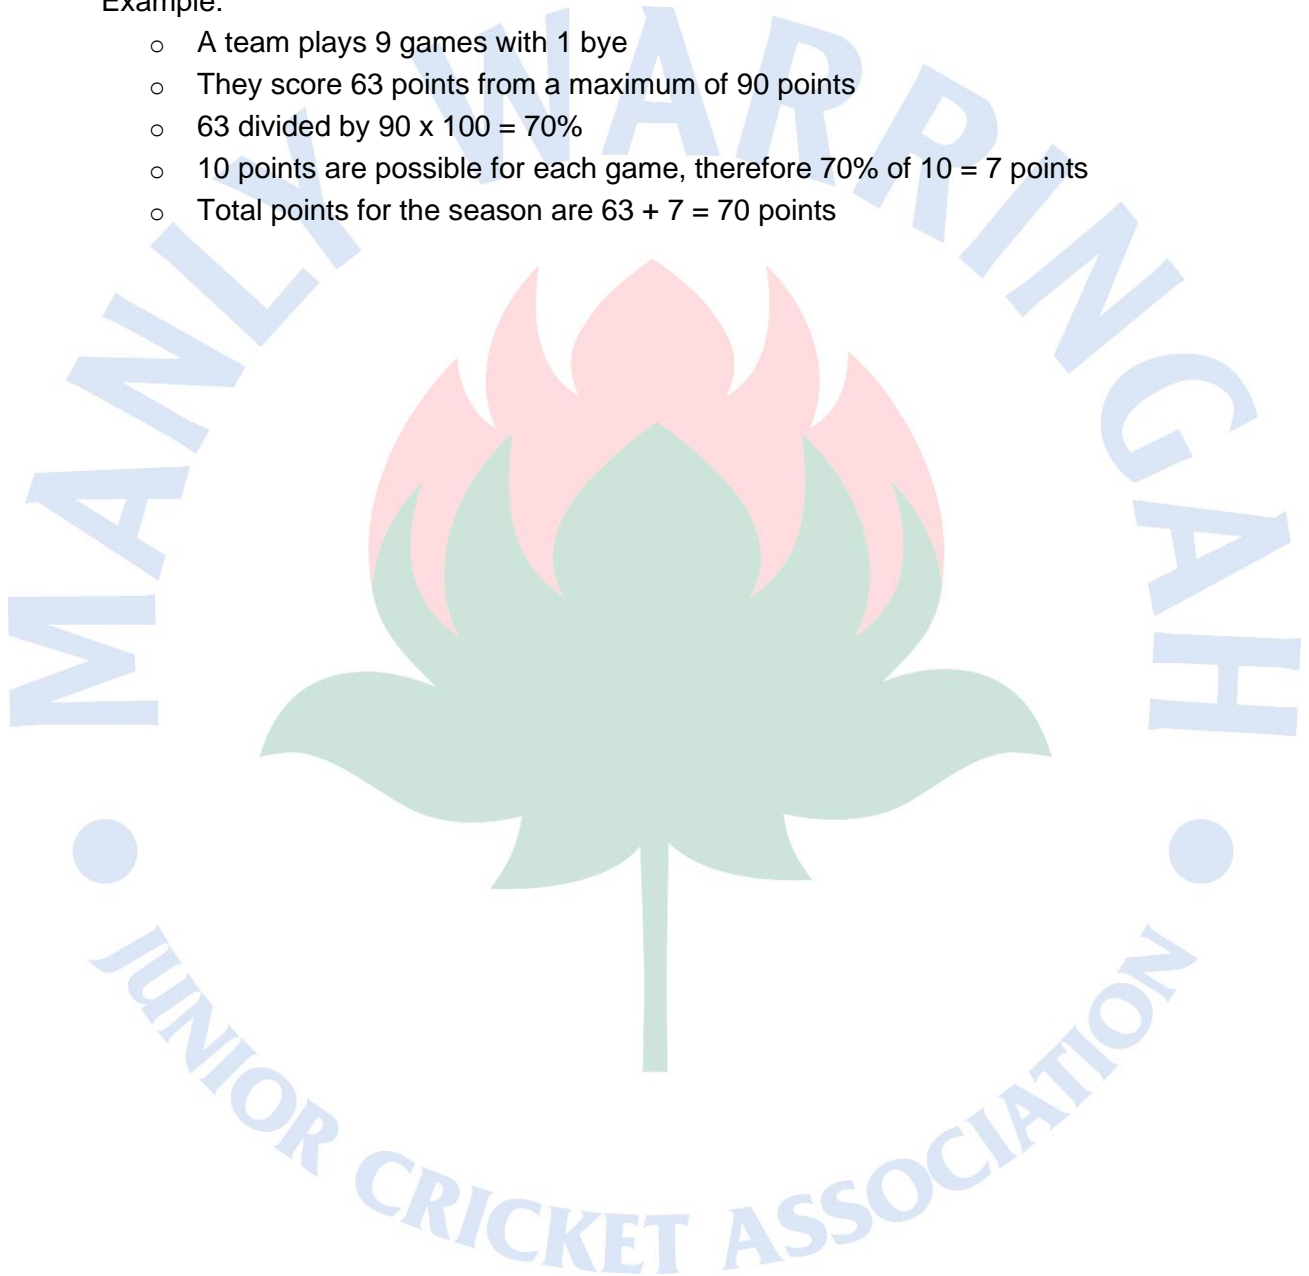 Example:
○ A team plays 9 games with 1 bye
○ They score 63 points from a maximum of 90 points
○ 63 divided by 90 x 100 = 70%
○ 10 points are possible for each game, therefore 70% of 10 = 7 points
○ Total points for the season are 63 + 7 = 70 points
MANLY WARRINGAH
JUNIOR CRICKET ASSOCIATION